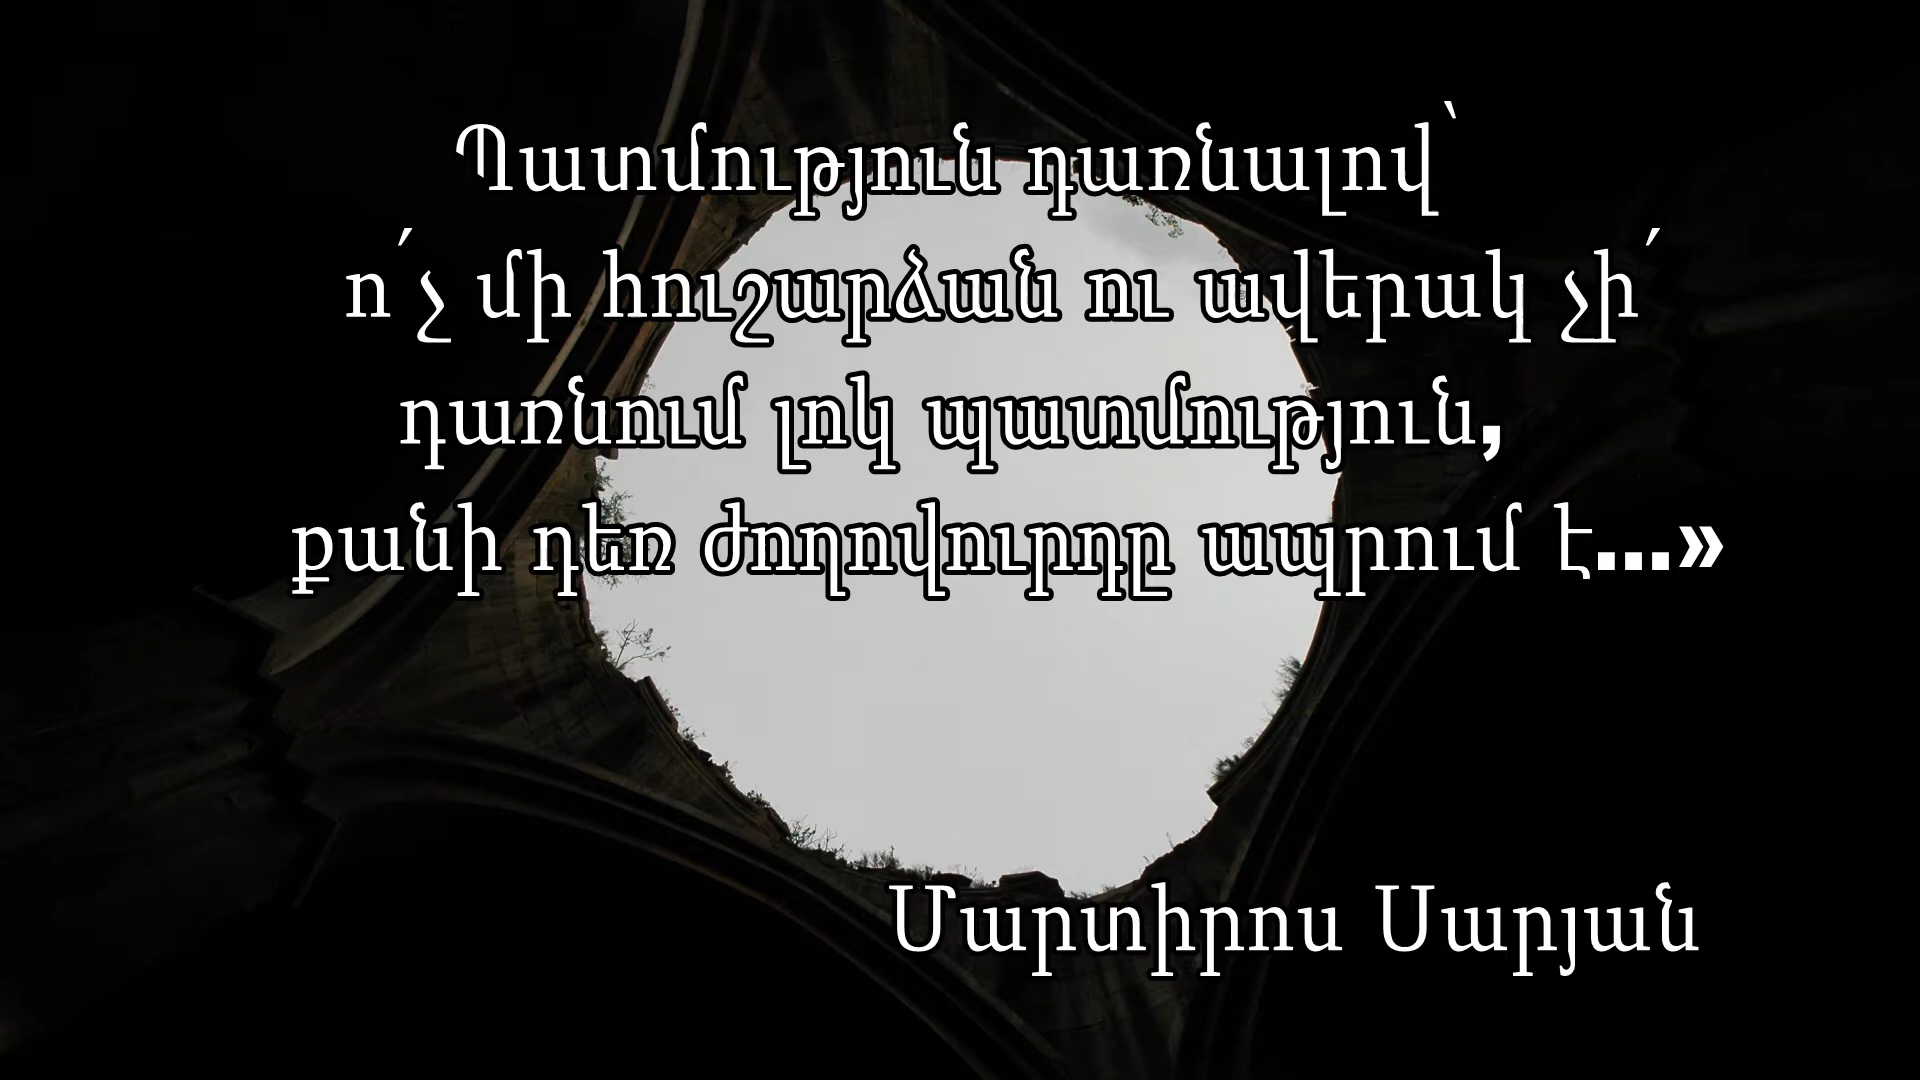 Պատմություն դառնալով՝
ո՛չ մի հուշարձան ու ավերակ չի՛
դառնում լոկ պատմություն,
քանի դեռ ժողովուրդը ապրում է...»
Մարտիրոս Սարյան